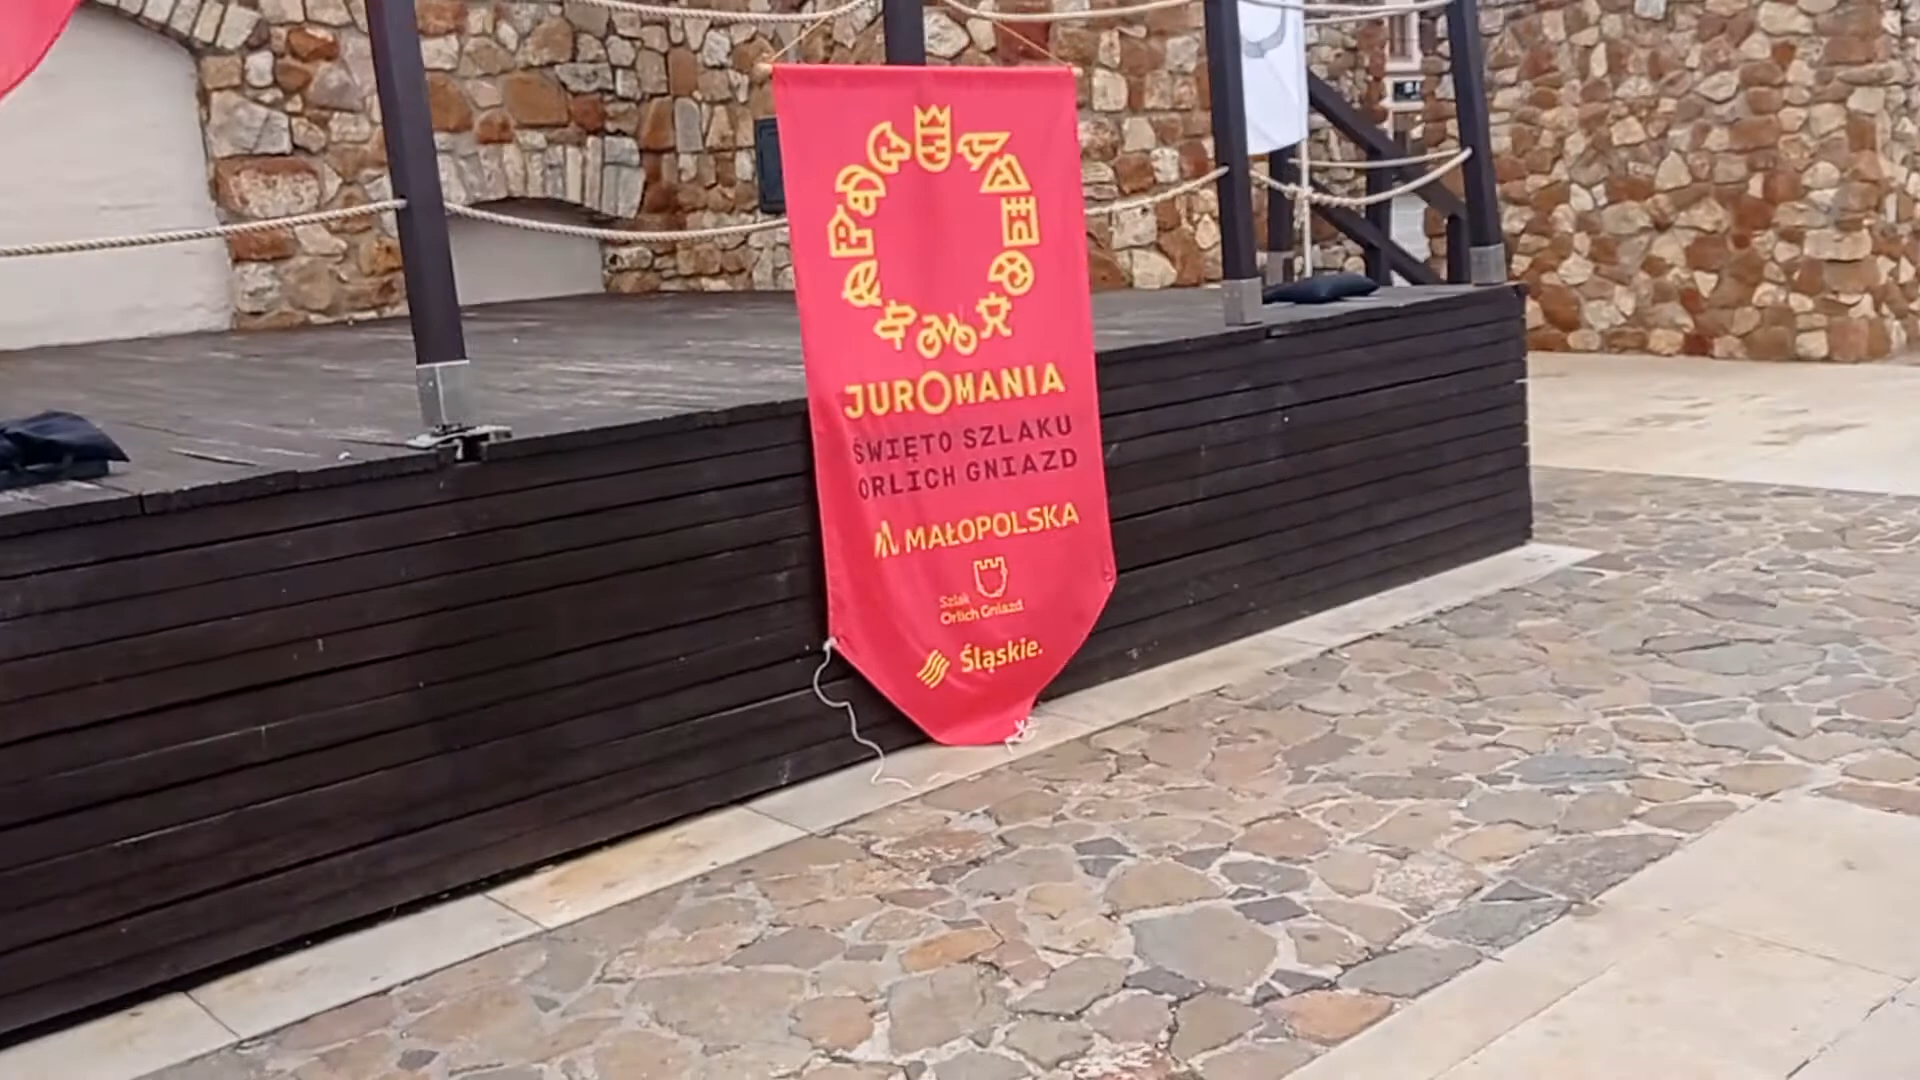 JUROMANIA
ŚWIĘTO SZLAKU
ORLICH GNIAZD
MAŁOPOLSKA
Szlak
Orlich Gniazd
Śląskie.